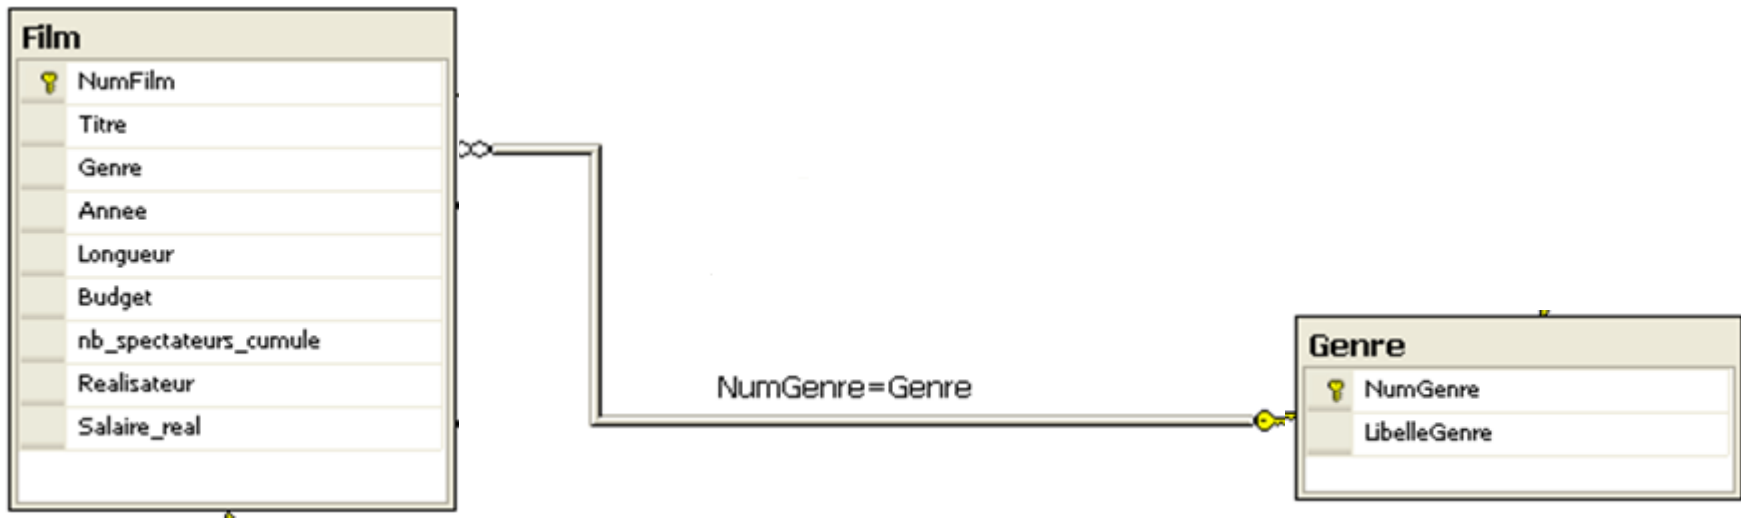 Film
NumFilm
Titre
Genre
Annee
Longueur
Budget
nb_spectateurs_cumule
Realisateur
Salaire_real
NumGenre=Genre
Genre
NumGenre
LibelleGenre